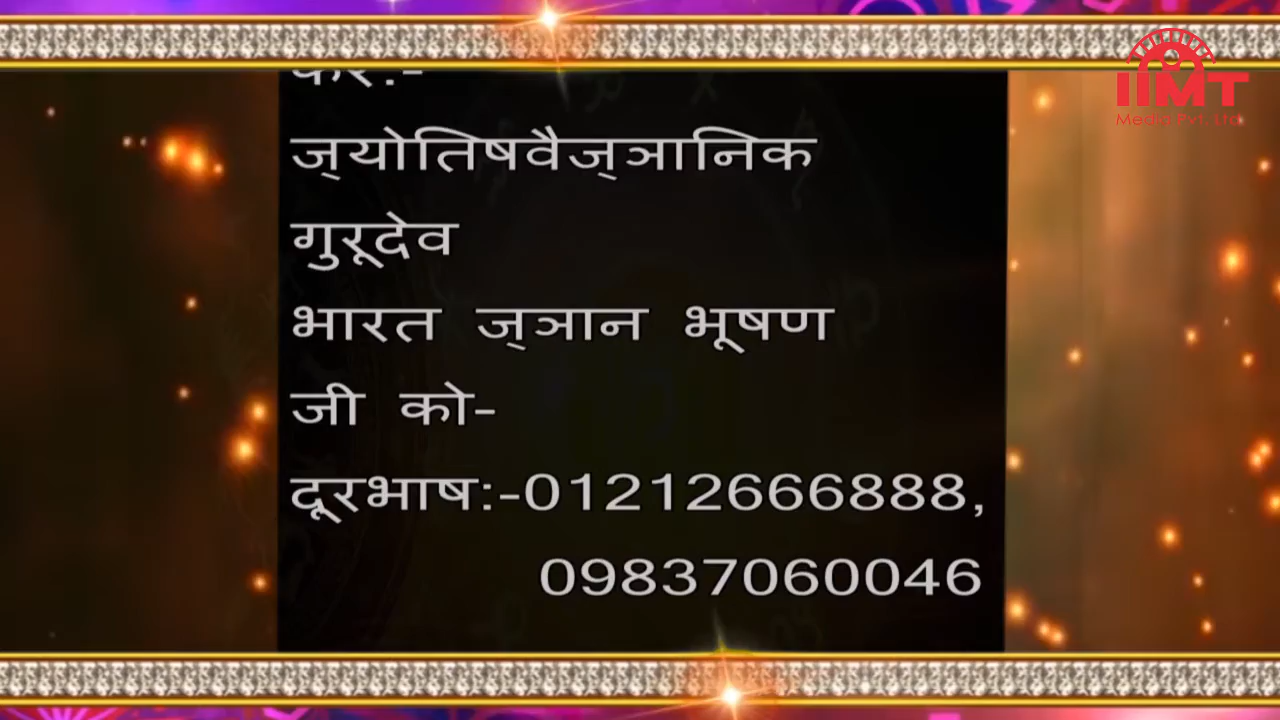 IIMT
Media Pvt. Ltd.
ज्‌योतिषवैज्‌ञानिक
गुरूदेव
भारत ज्‌ञान भूषण
जी को-
दूरभाष:-01212666888,
09837060046